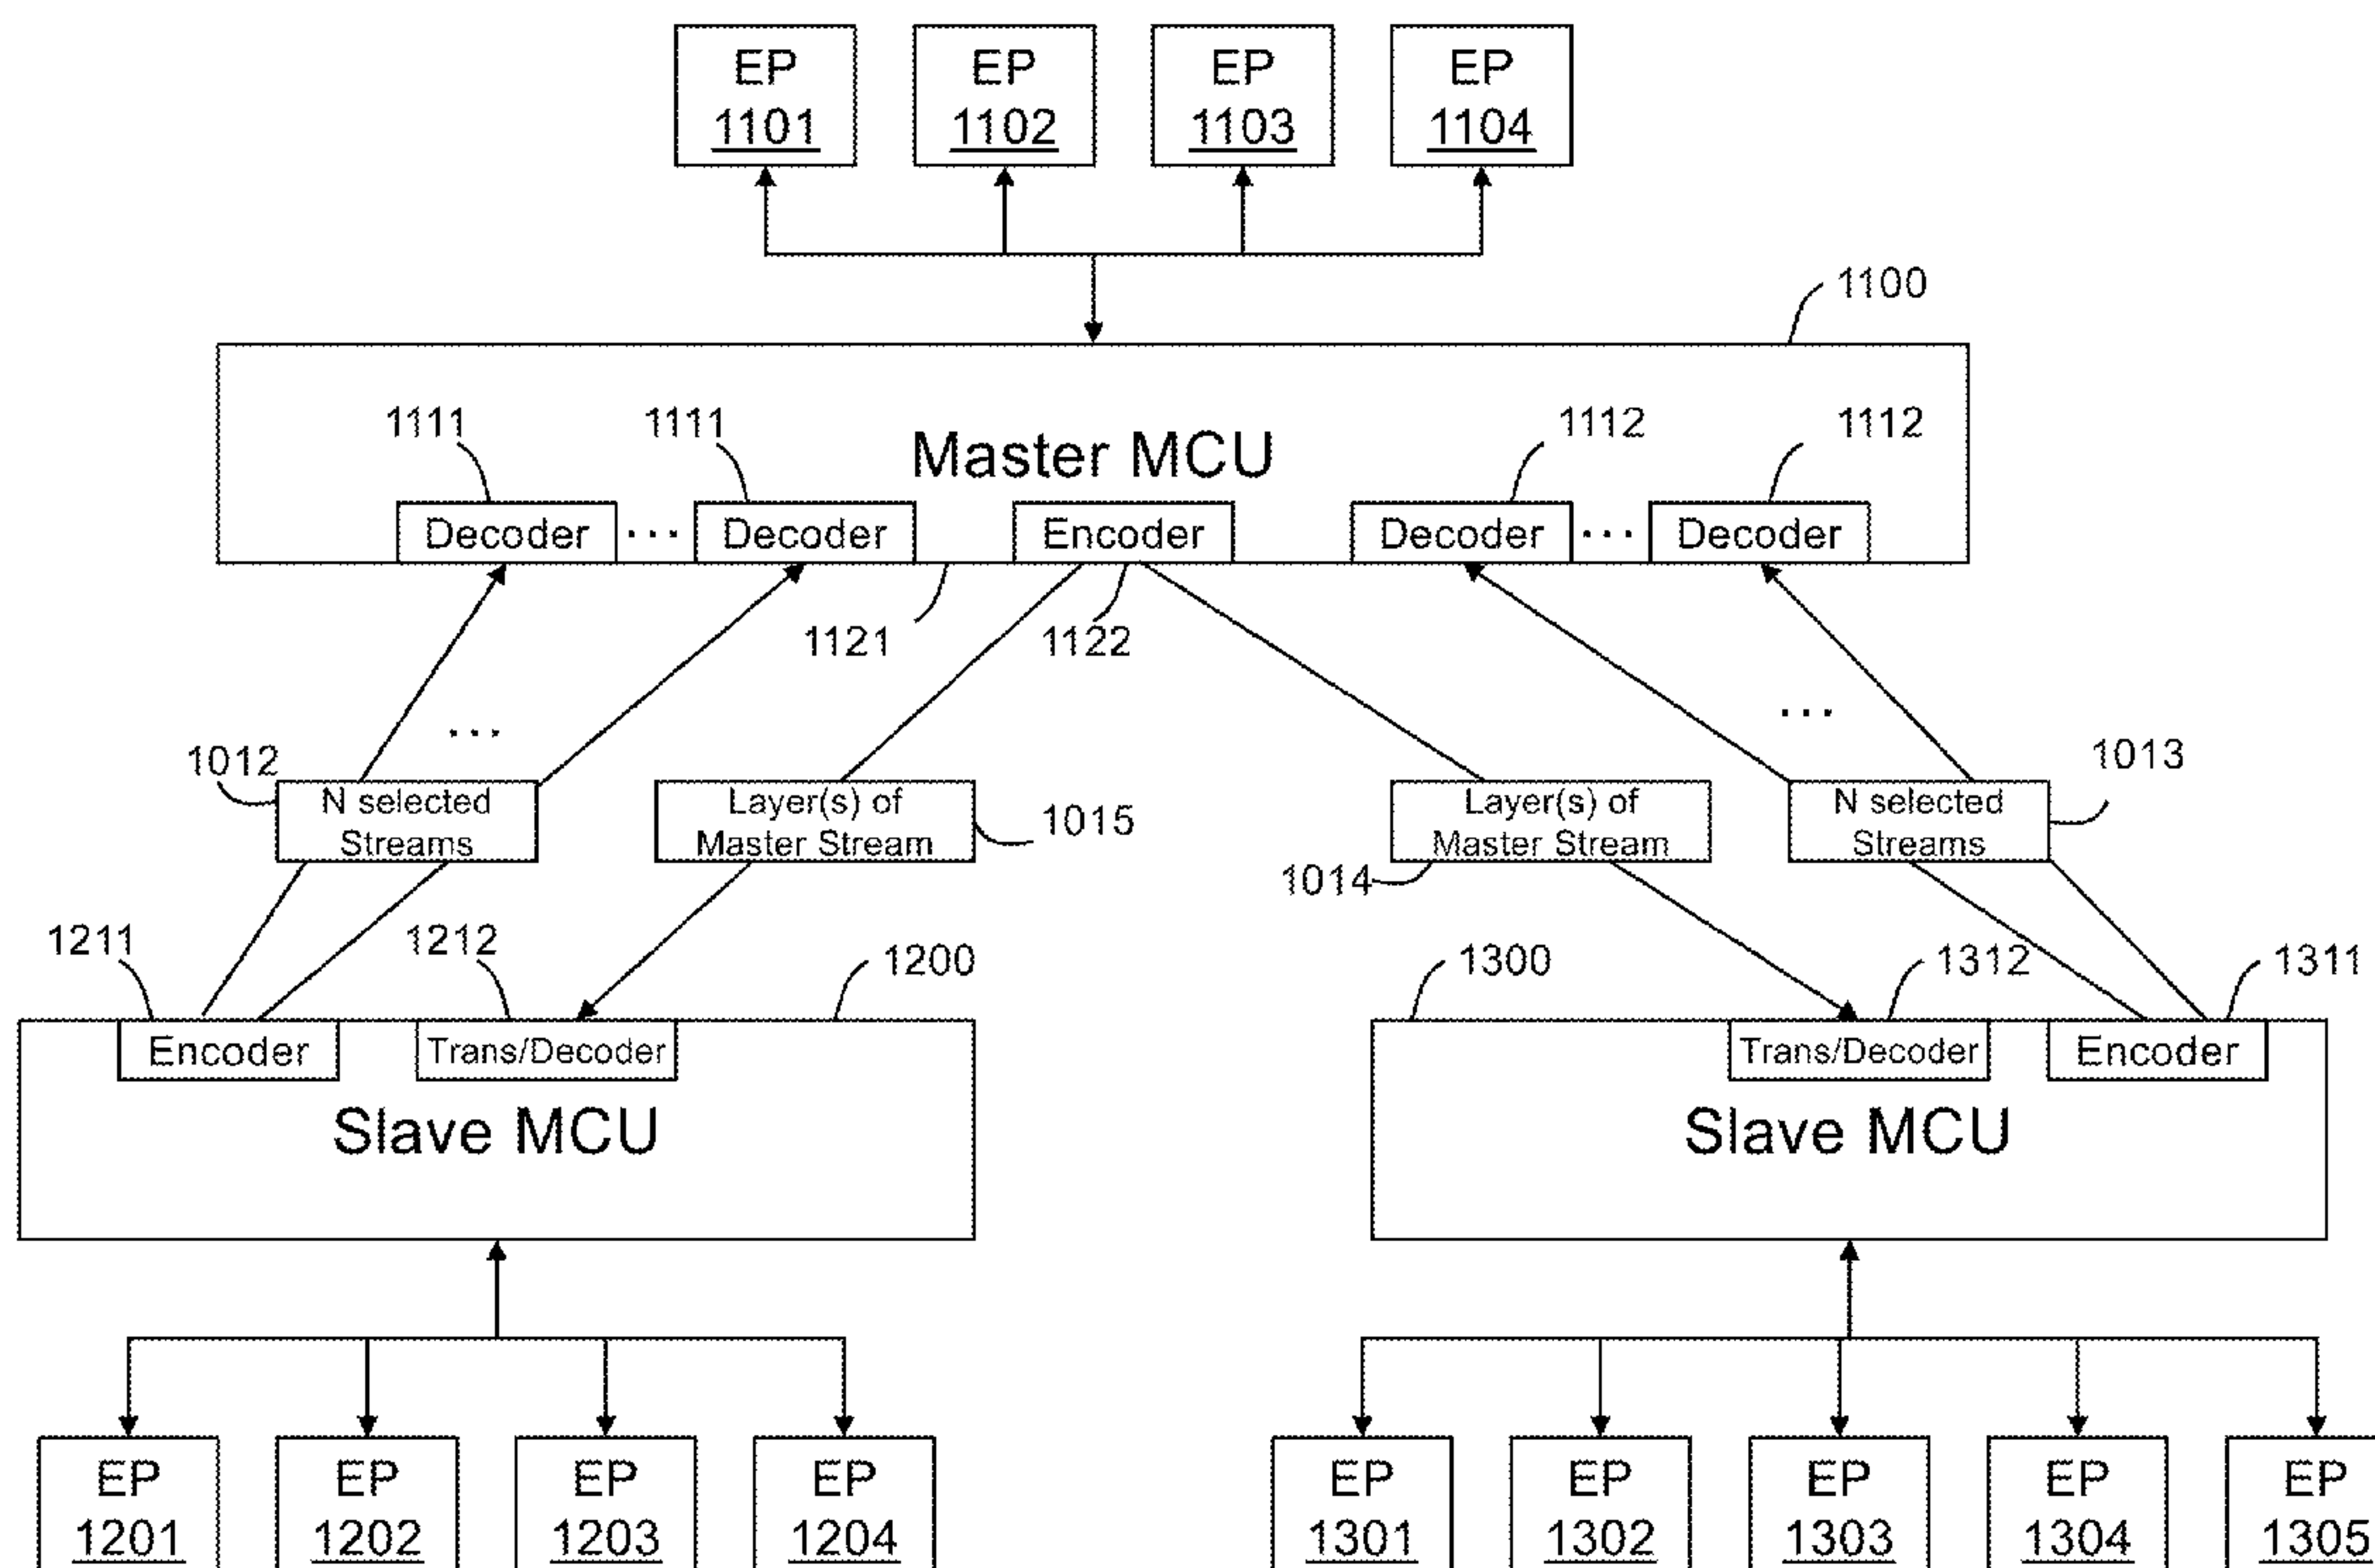 EP
1101
EP
1102
EP
1103
EP
1104
1100
1111
1111
Master MCU
1112
1112
Decoder
...
Decoder
Encoder
Decoder
...
Decoder
1121
1122
...
...
1012
N selected
Streams
Layer(s) of
Master Stream
1015
Layer(s) of
Master Stream
1014
N selected
Streams
1013
1211
1212
1200
1300
1312
1311
Encoder
Trans/Decoder
Slave MCU
Trans/Decoder
Encoder
Slave MCU
EP
1201
EP
1202
EP
1203
EP
1204
EP
1301
EP
1302
EP
1303
EP
1304
EP
1305